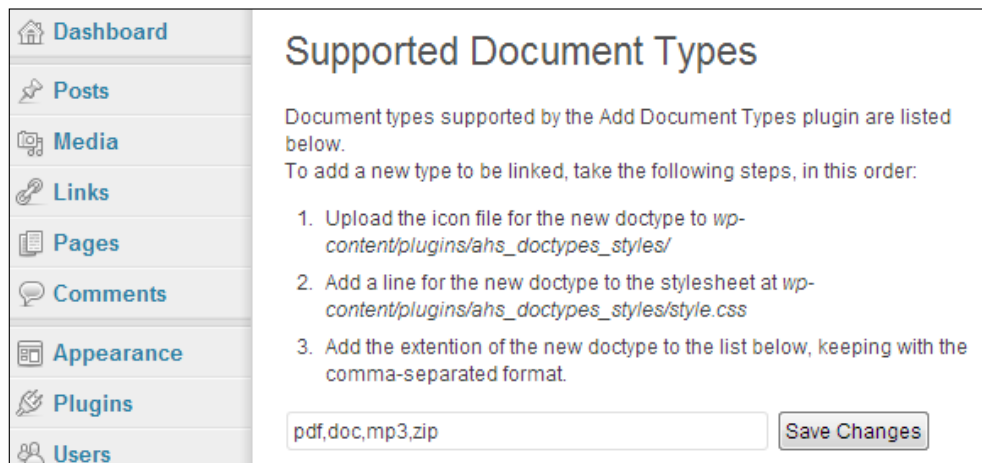 Dashboard
Posts
Media
Links
Pages
Comments
Appearance
Plugins
Users
Supported Document Types
Document types supported by the Add Document Types plugin are listed
below.
To add a new type to be linked, take the following steps, in this order:
1. Upload the icon file for the new doctype to wp-
content/plugins/ahs_doctypes_styles/
2. Add a line for the new doctype to the stylesheet at wp-
content/plugins/ahs_doctypes_styles/style.css
3. Add the extention of the new doctype to the list below, keeping with the
comma-separated format.
pdf,doc,mp3,zip Save Changes